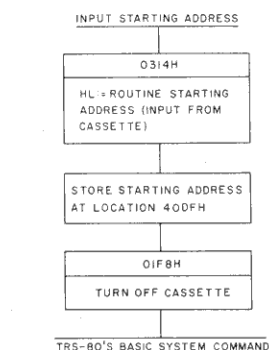 INPUT STARTING ADDRESS
0314H
HL:=ROUTINE STARTING
ADDRESS (INPUT FROM
CASSETTE)
STORE STARTING ADDRESS
AT LOCATION 40DFH
01F8H
TURN OFF CASSETTE
TRS-80'S BASIC SYSTEM COMMAND